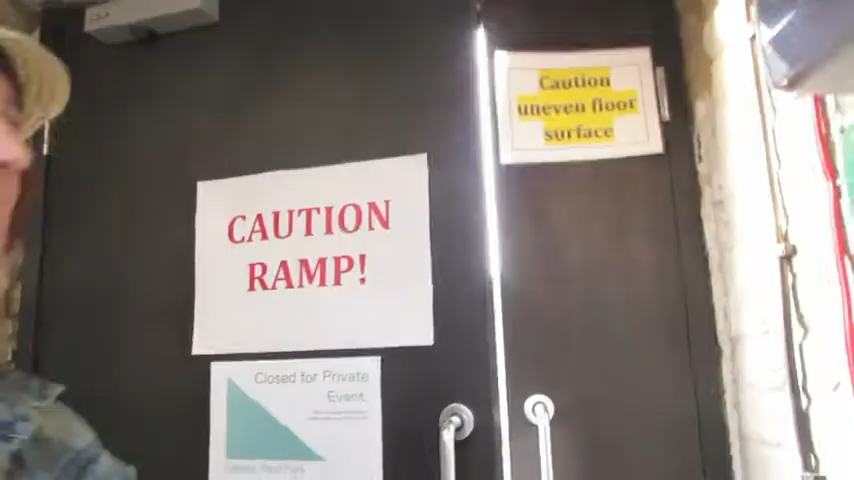 Caution
uneven floor
surface
CAUTION
RAMP!
Closed for Private
Event.